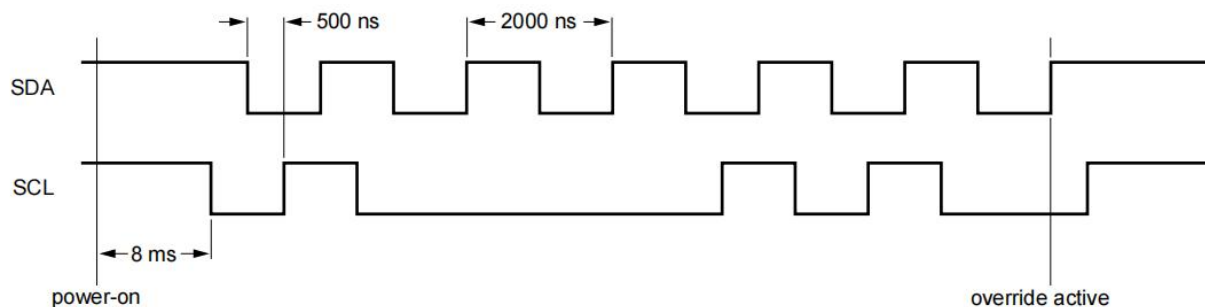 500 ns
2000 ns
SDA
SCL
8 ms
power-on
override active